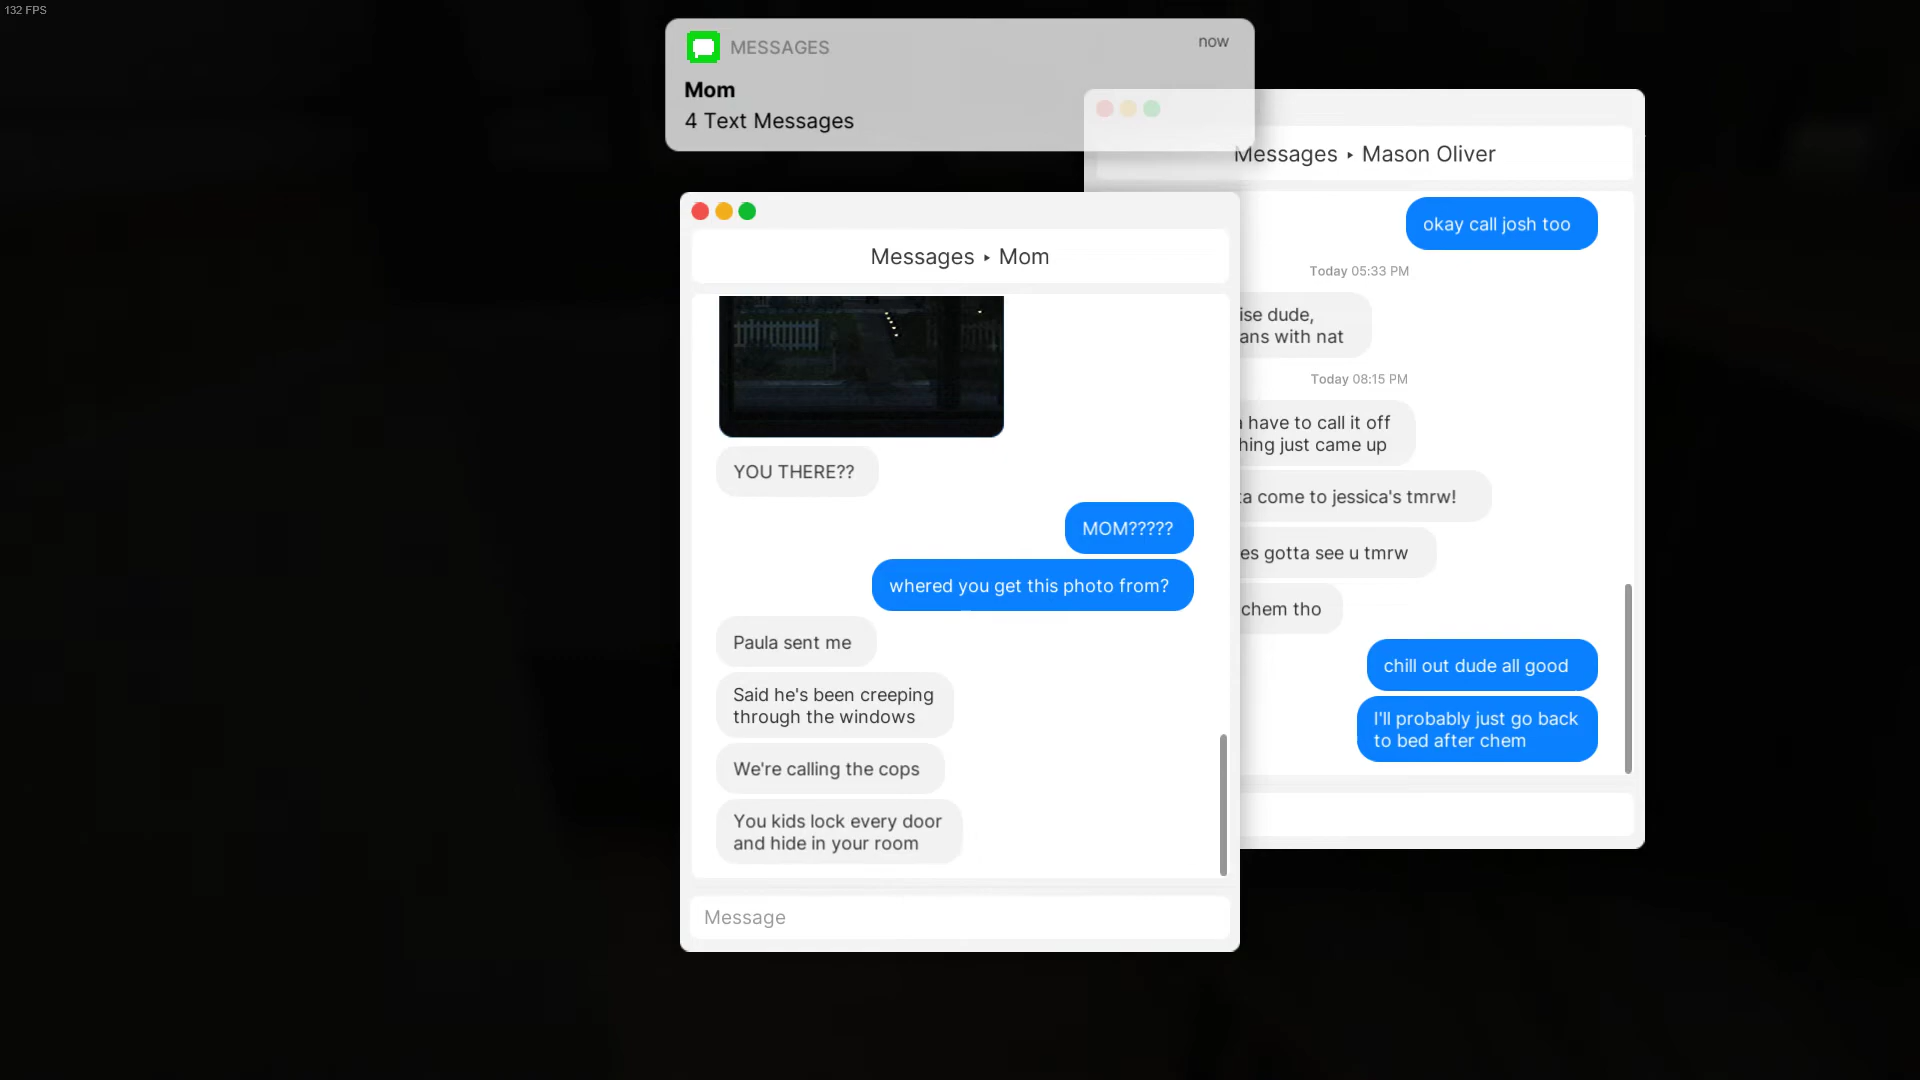 132 FPS
MESSAGES
now
Mom
4 Text Messages
Messages ‣ Mason Oliver
okay call josh too
Today 05:33 PM
dude,
with nat
Today 08:15 PM
have to call it off
just came up
come to jessica's tmrw!
gotta see u tmrw
chem tho
chill out dude all good
I'll probably just go back
to bed after chem
Messages ‣ Mom
YOU THERE??
MOM?????
whered you get this photo from?
Paula sent me
Said he's been creeping
through the windows
We're calling the cops
You kids lock every door
and hide in your room
Message